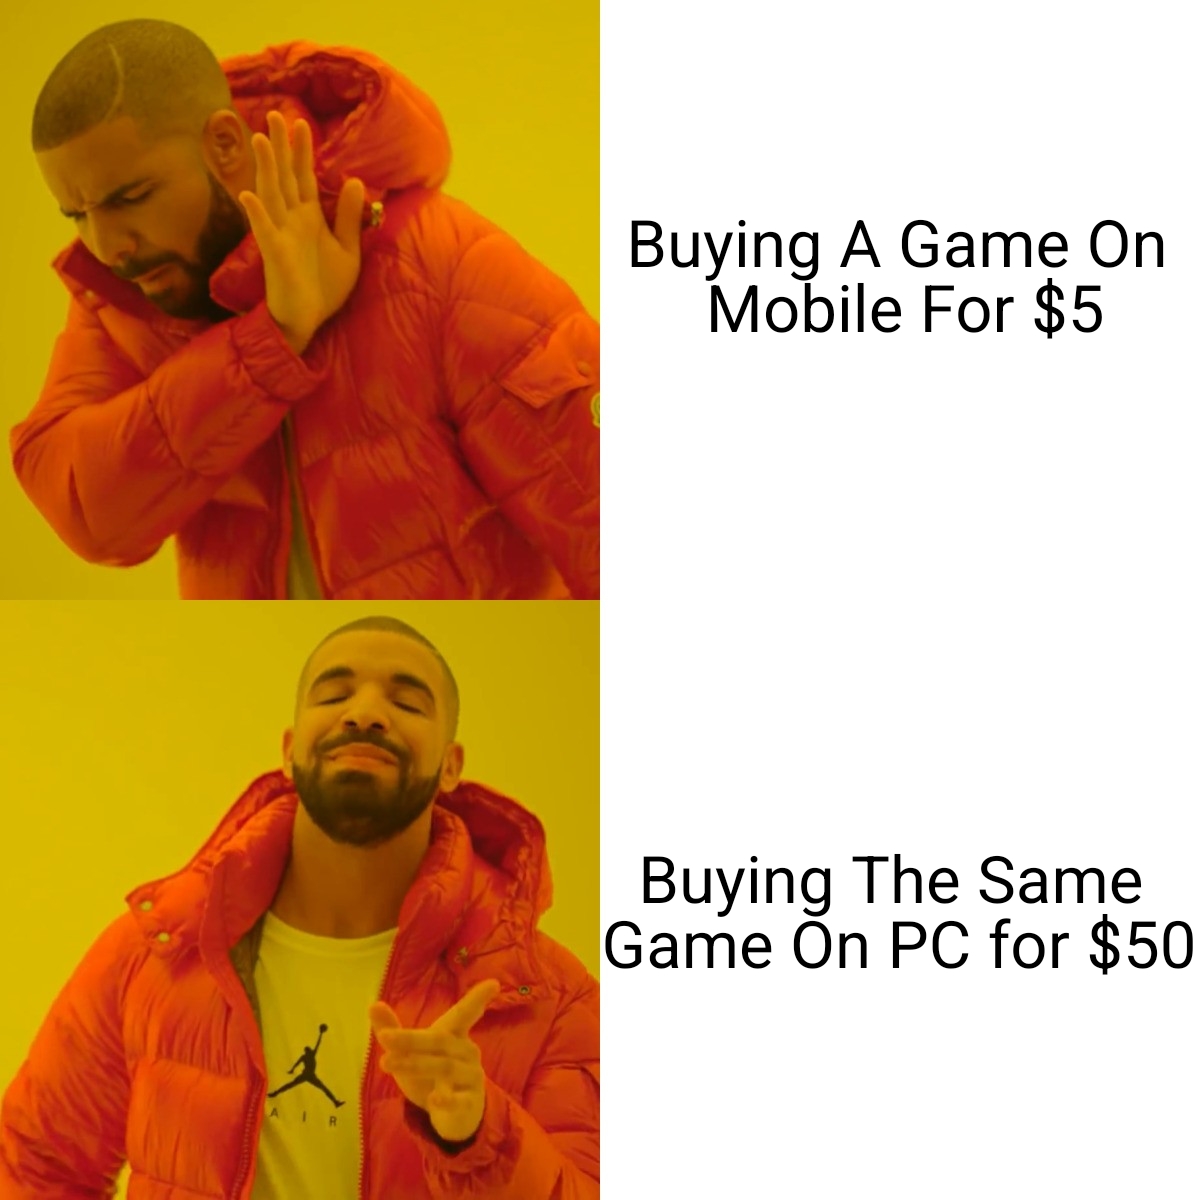 Buying A Game On
Mobile For $5
Buying The Same
Game On PC for $50
AIR